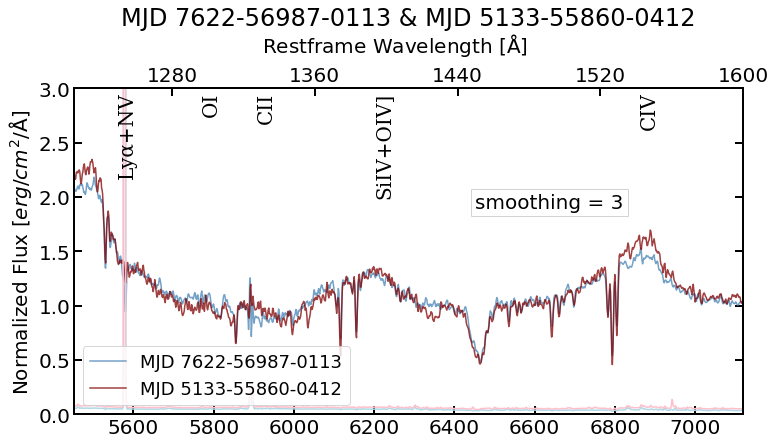 MJD 7622-56987-0113 & MJD 5133-55860-0412
Restframe Wavelength [Å]
1280 1360 1440 1520 1600
Normalized Flux [erg/cm²/Å]
3.0
2.5
2.0
1.5
1.0
0.5
0.0
Lyα+NV
OI
CII
SiIV+OIV]
CIV
smoothing = 3
MJD 7622-56987-0113
MJD 5133-55860-0412
5600 5800 6000 6200 6400 6600 6800 7000